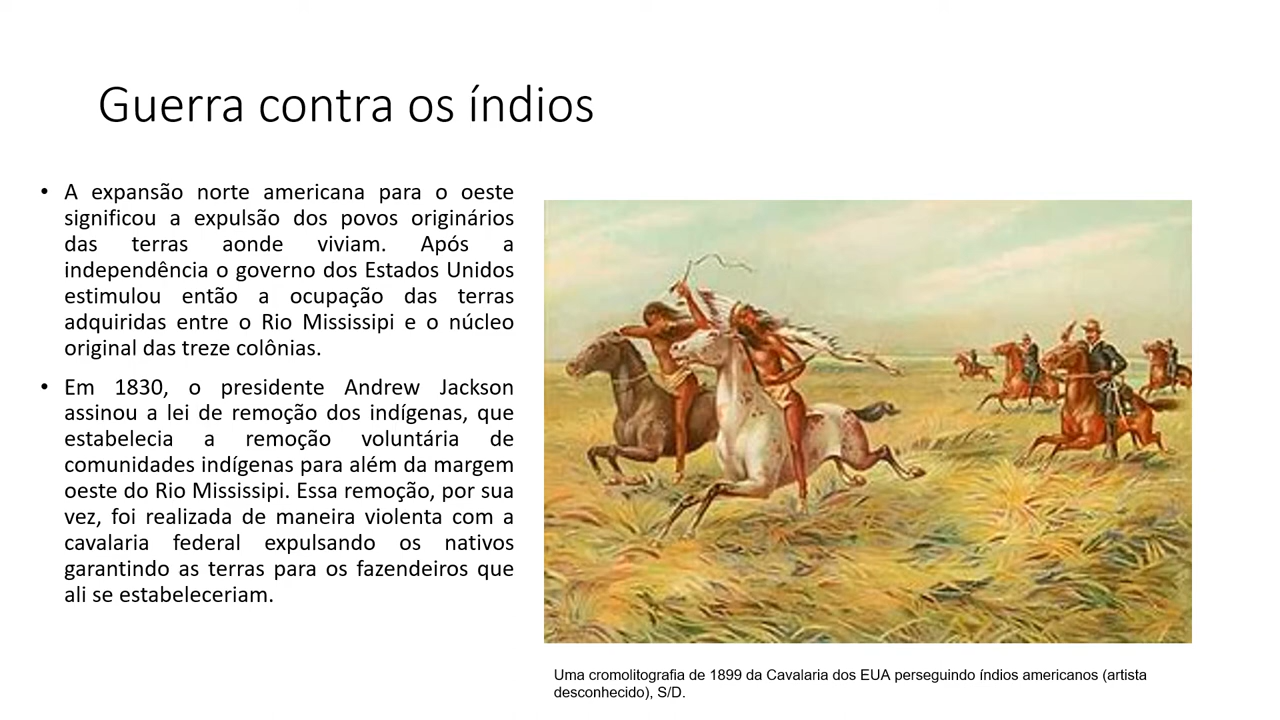 Guerra contra os índios
• A expansão norte americana para o oeste
significou a expulsão dos povos originários
das terras aonde viviam. Após a
independência o governo dos Estados Unidos
estimulou então a ocupação das terras
adquiridas entre o Rio Mississipi e o núcleo
original das treze colônias.
• Em 1830, o presidente Andrew Jackson
assinou a lei de remoção dos indígenas, que
estabelecia a remoção voluntária de
comunidades indígenas para além da margem
oeste do Rio Mississipi. Essa remoção, por sua
vez, foi realizada de maneira violenta com a
cavalaria federal expulsando os nativos
garantindo as terras para os fazendeiros que
ali se estabeleceriam.
Uma cromolitografia de 1899 da Cavalaria dos EUA perseguindo índios americanos (artista
desconhecido), S/D.